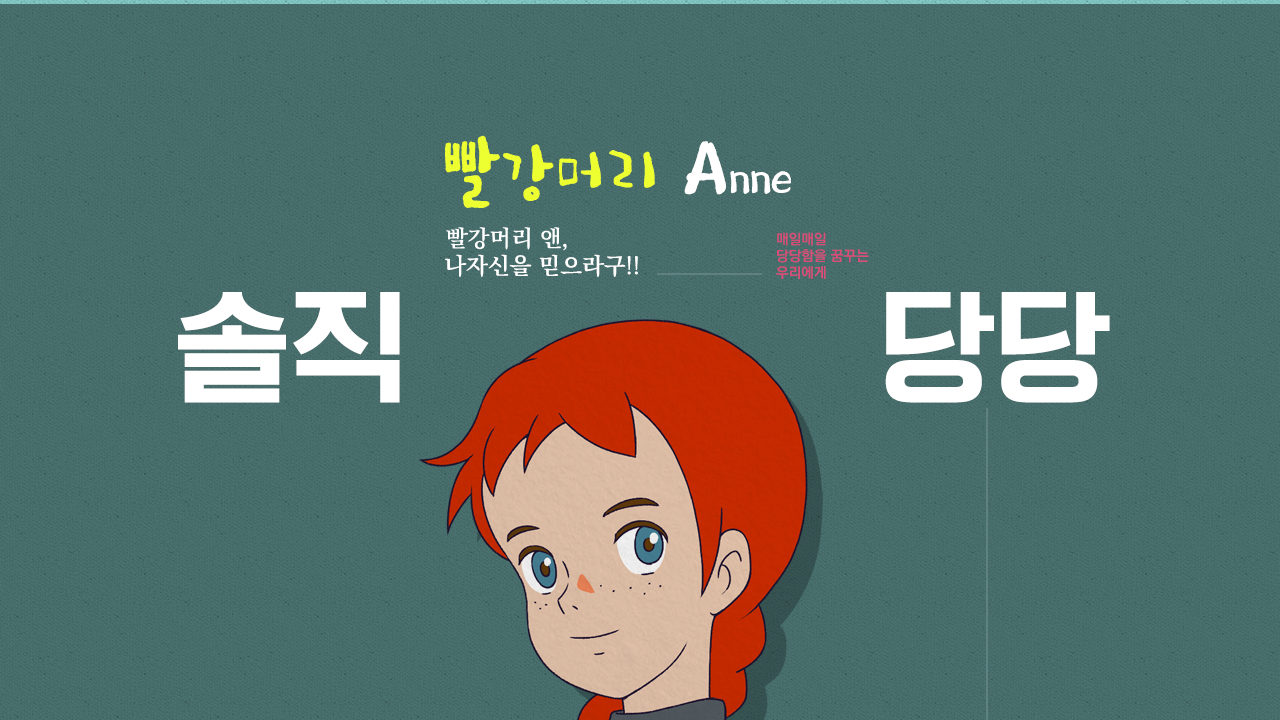 빨강머리 Anne
빨강머리 앤,
나자신을 믿으라구!!
매일매일
당당함을 꿈꾸는
우리에게
솔직
당당